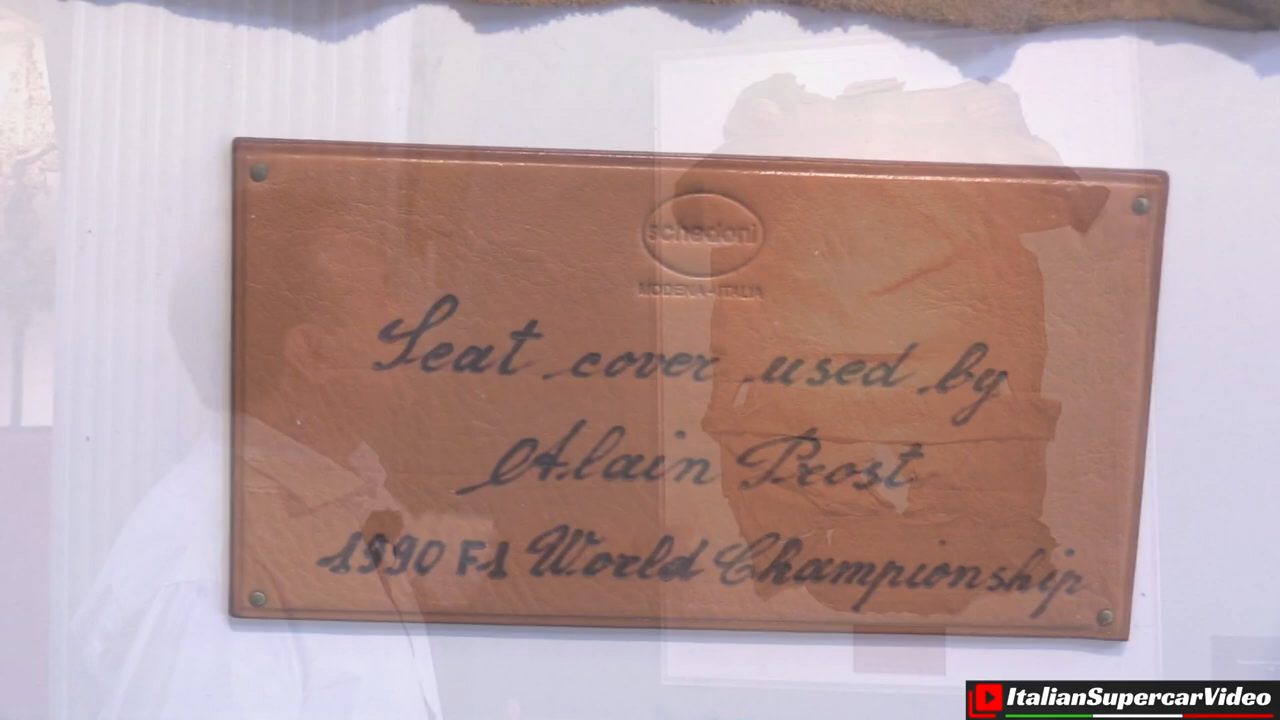 schedoni
MODENA-ITALIA
Seat cover used by
Alain Prost
1990 F1 World Championship
ItalianSupercarVideo